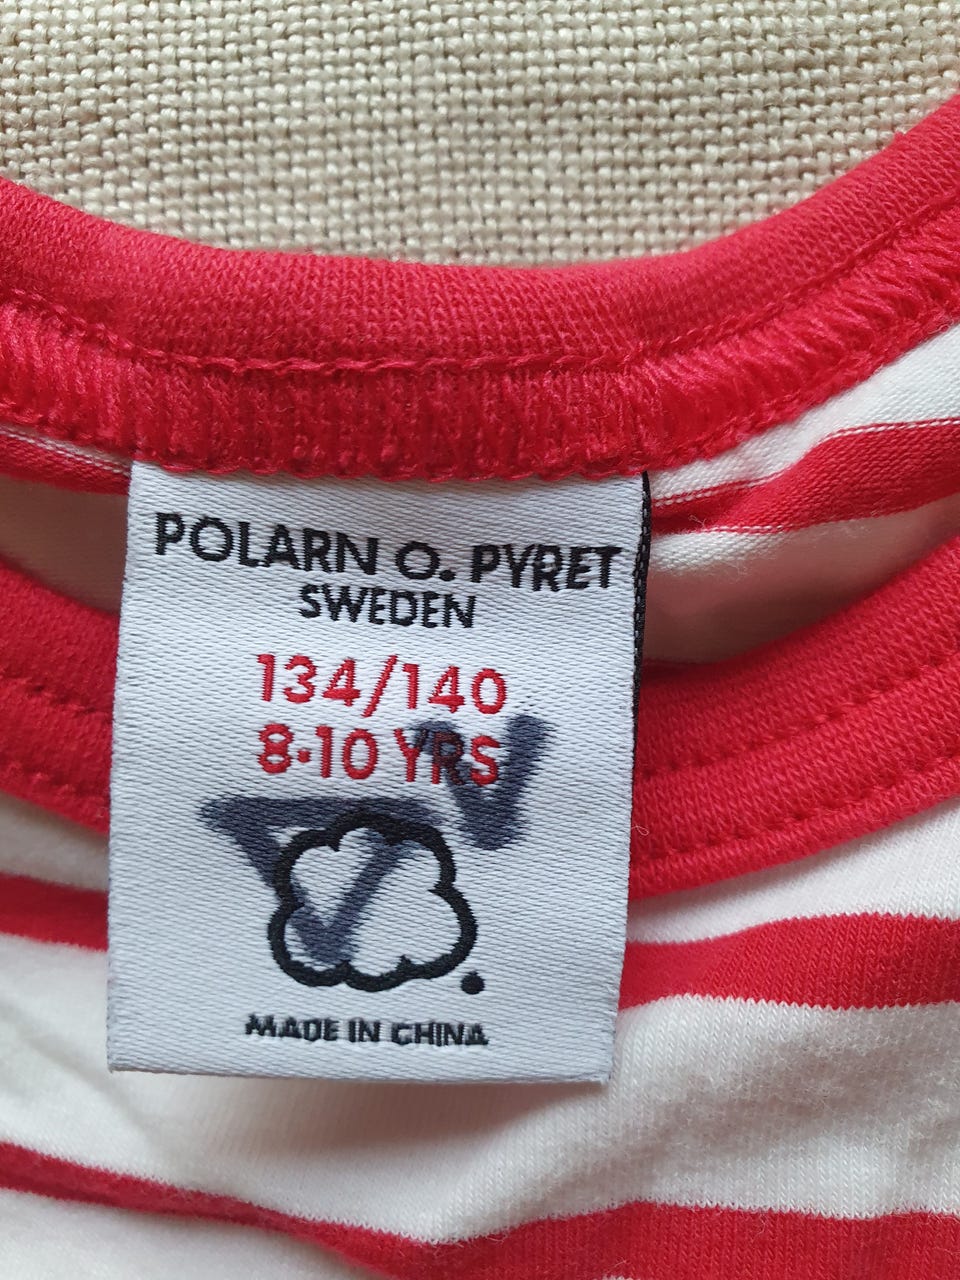 POLARN O. PYRET
SWEDEN
134/140
8·10 YRS
MADE IN CHINA